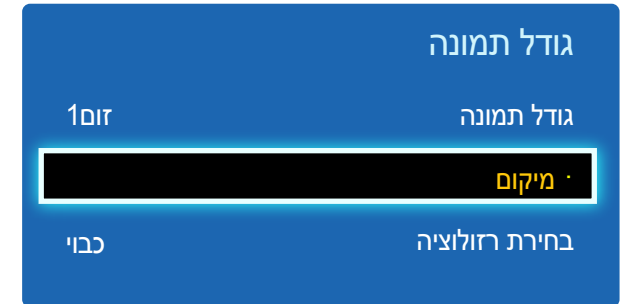 גודל תמונה
גודל תמונה זום1
· מיקום
בחירת רזולוציה כבוי